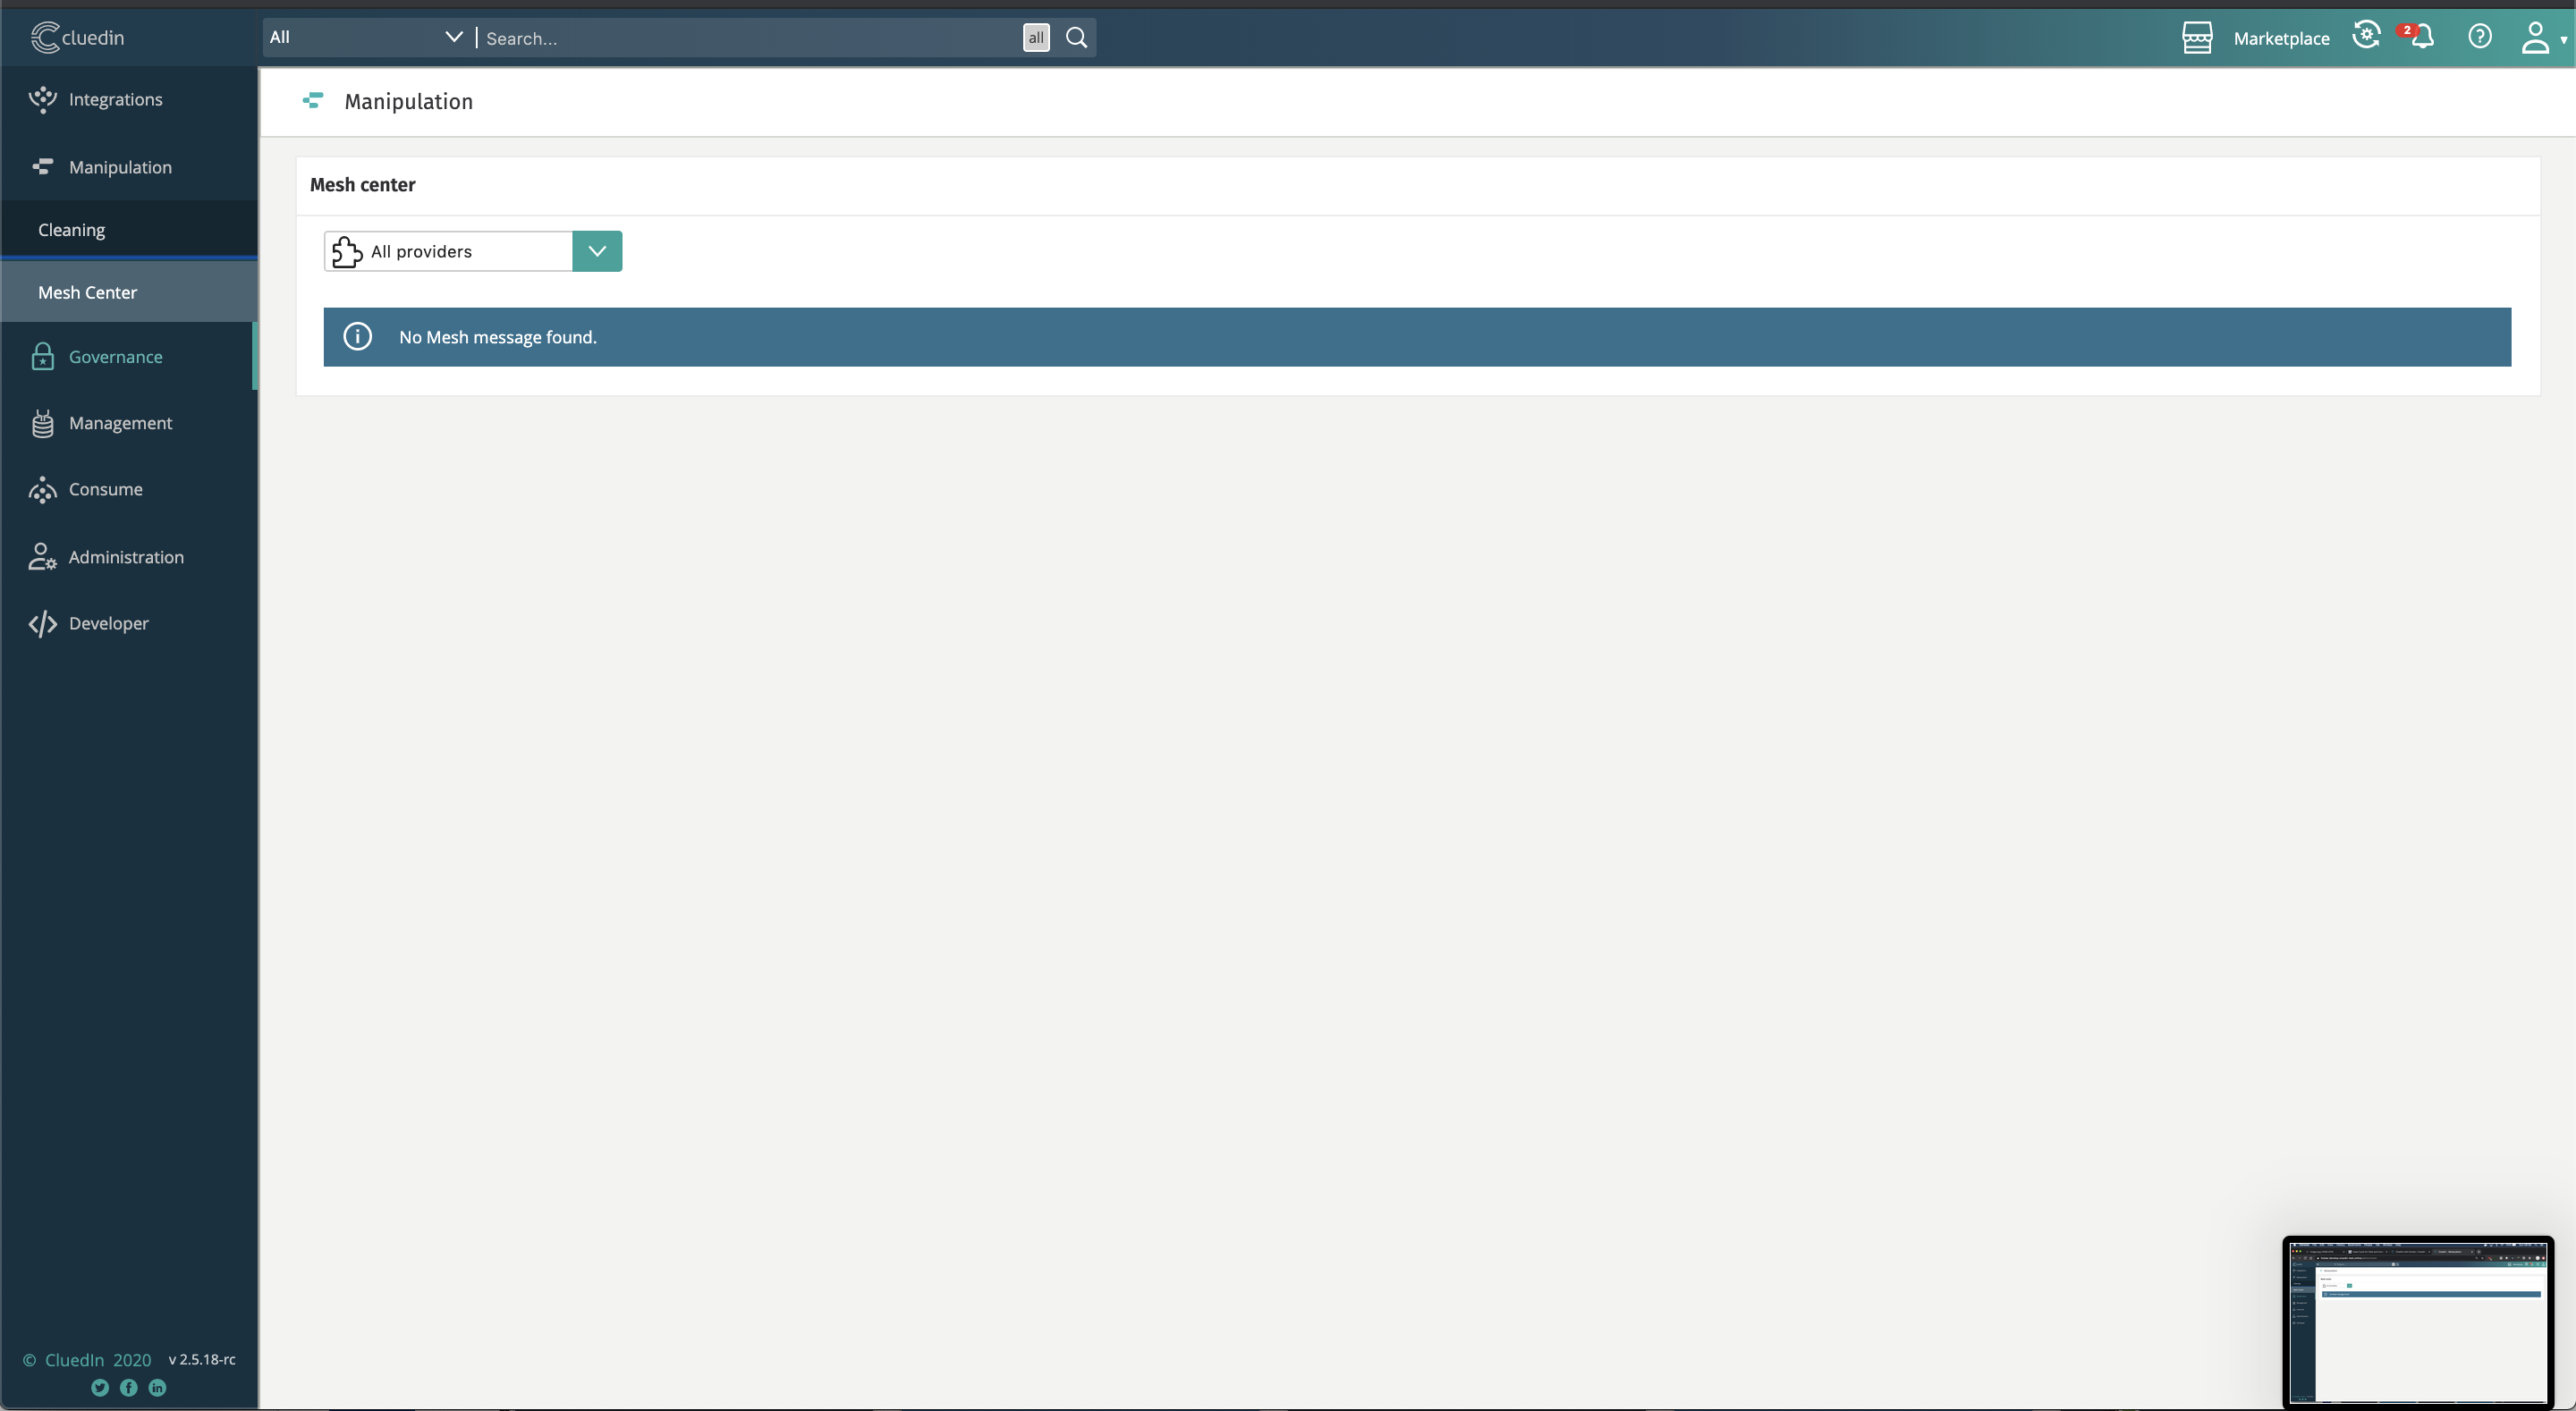 cluedin
All
Search...
all
Marketplace
2
Integrations
Manipulation
Cleaning
Mesh Center
Governance
Management
Consume
Administration
Developer
Manipulation
Mesh center
All providers
No Mesh message found.
© CluedIn 2020 v 2.5.18-rc